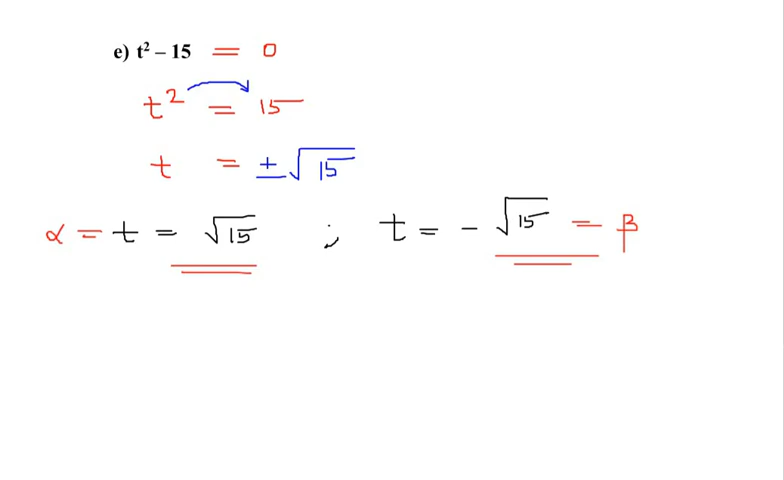 e) t² – 15 = 0
t² = 15
t = ± √15
α = t = √15 ; t = - √15 = β